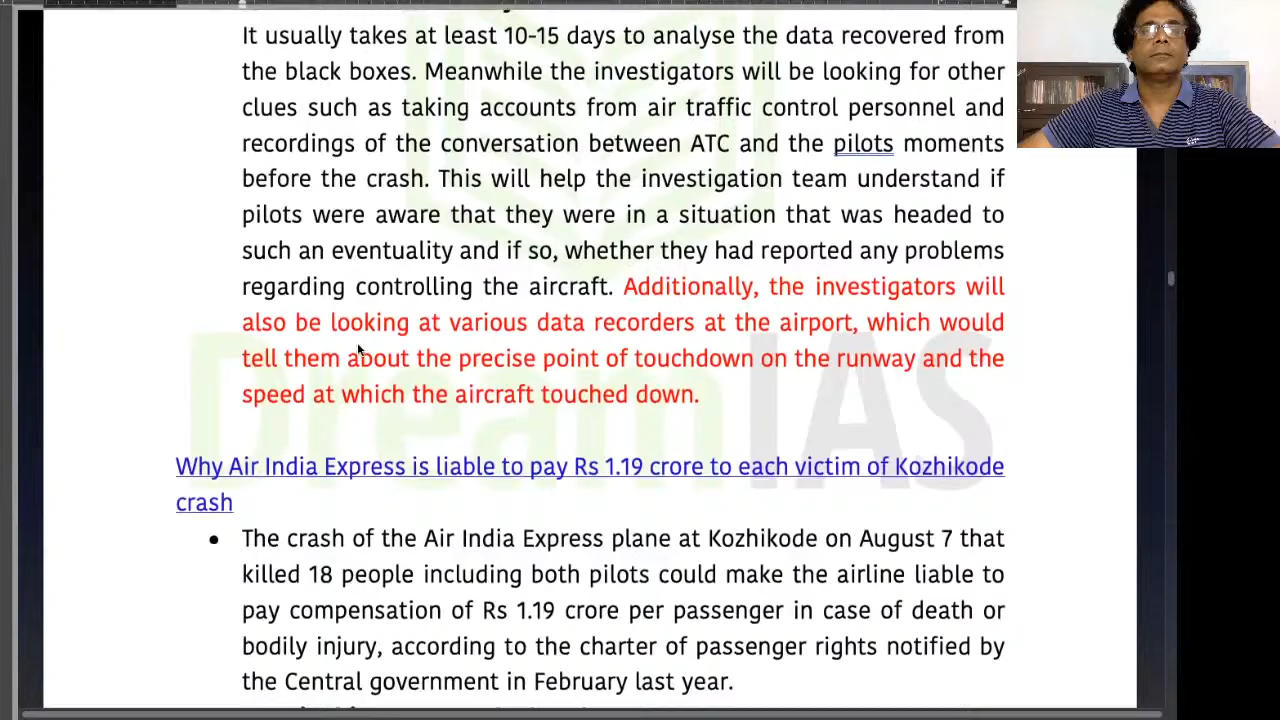 It usually takes at least 10-15 days to analyse the data recovered from
the black boxes. Meanwhile the investigators will be looking for other
clues such as taking accounts from air traffic control personnel and
recordings of the conversation between ATC and the pilots moments
before the crash. This will help the investigation team understand if
pilots were aware that they were in a situation that was headed to
such an eventuality and if so, whether they had reported any problems
regarding controlling the aircraft. Additionally, the investigators will
also be looking at various data recorders at the airport, which would
tell them about the precise point of touchdown on the runway and the
speed at which the aircraft touched down.
Dream IAS
Why Air India Express is liable to pay Rs 1.19 crore to each victim of Kozhikode
crash
• The crash of the Air India Express plane at Kozhikode on August 7 that
killed 18 people including both pilots could make the airline liable to
pay compensation of Rs 1.19 crore per passenger in case of death or
bodily injury, according to the charter of passenger rights notified by
the Central government in February last year.